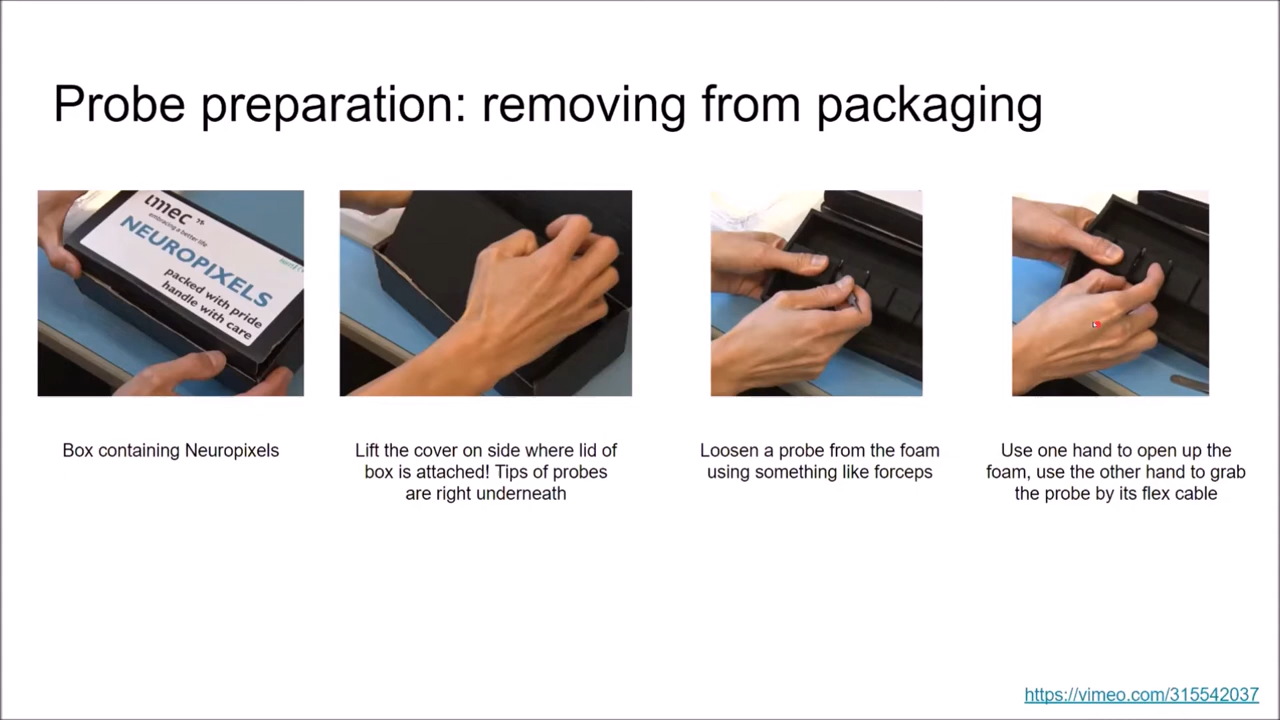 Probe preparation: removing from packaging
imec
embracing a better life
NEUROPIXELS
packed with pride
handle with care
Box containing Neuropixels
Lift the cover on side where lid of
box is attached! Tips of probes
are right underneath
Loosen a probe from the foam
using something like forceps
Use one hand to open up the
foam, use the other hand to grab
the probe by its flex cable
https://vimeo.com/315542037